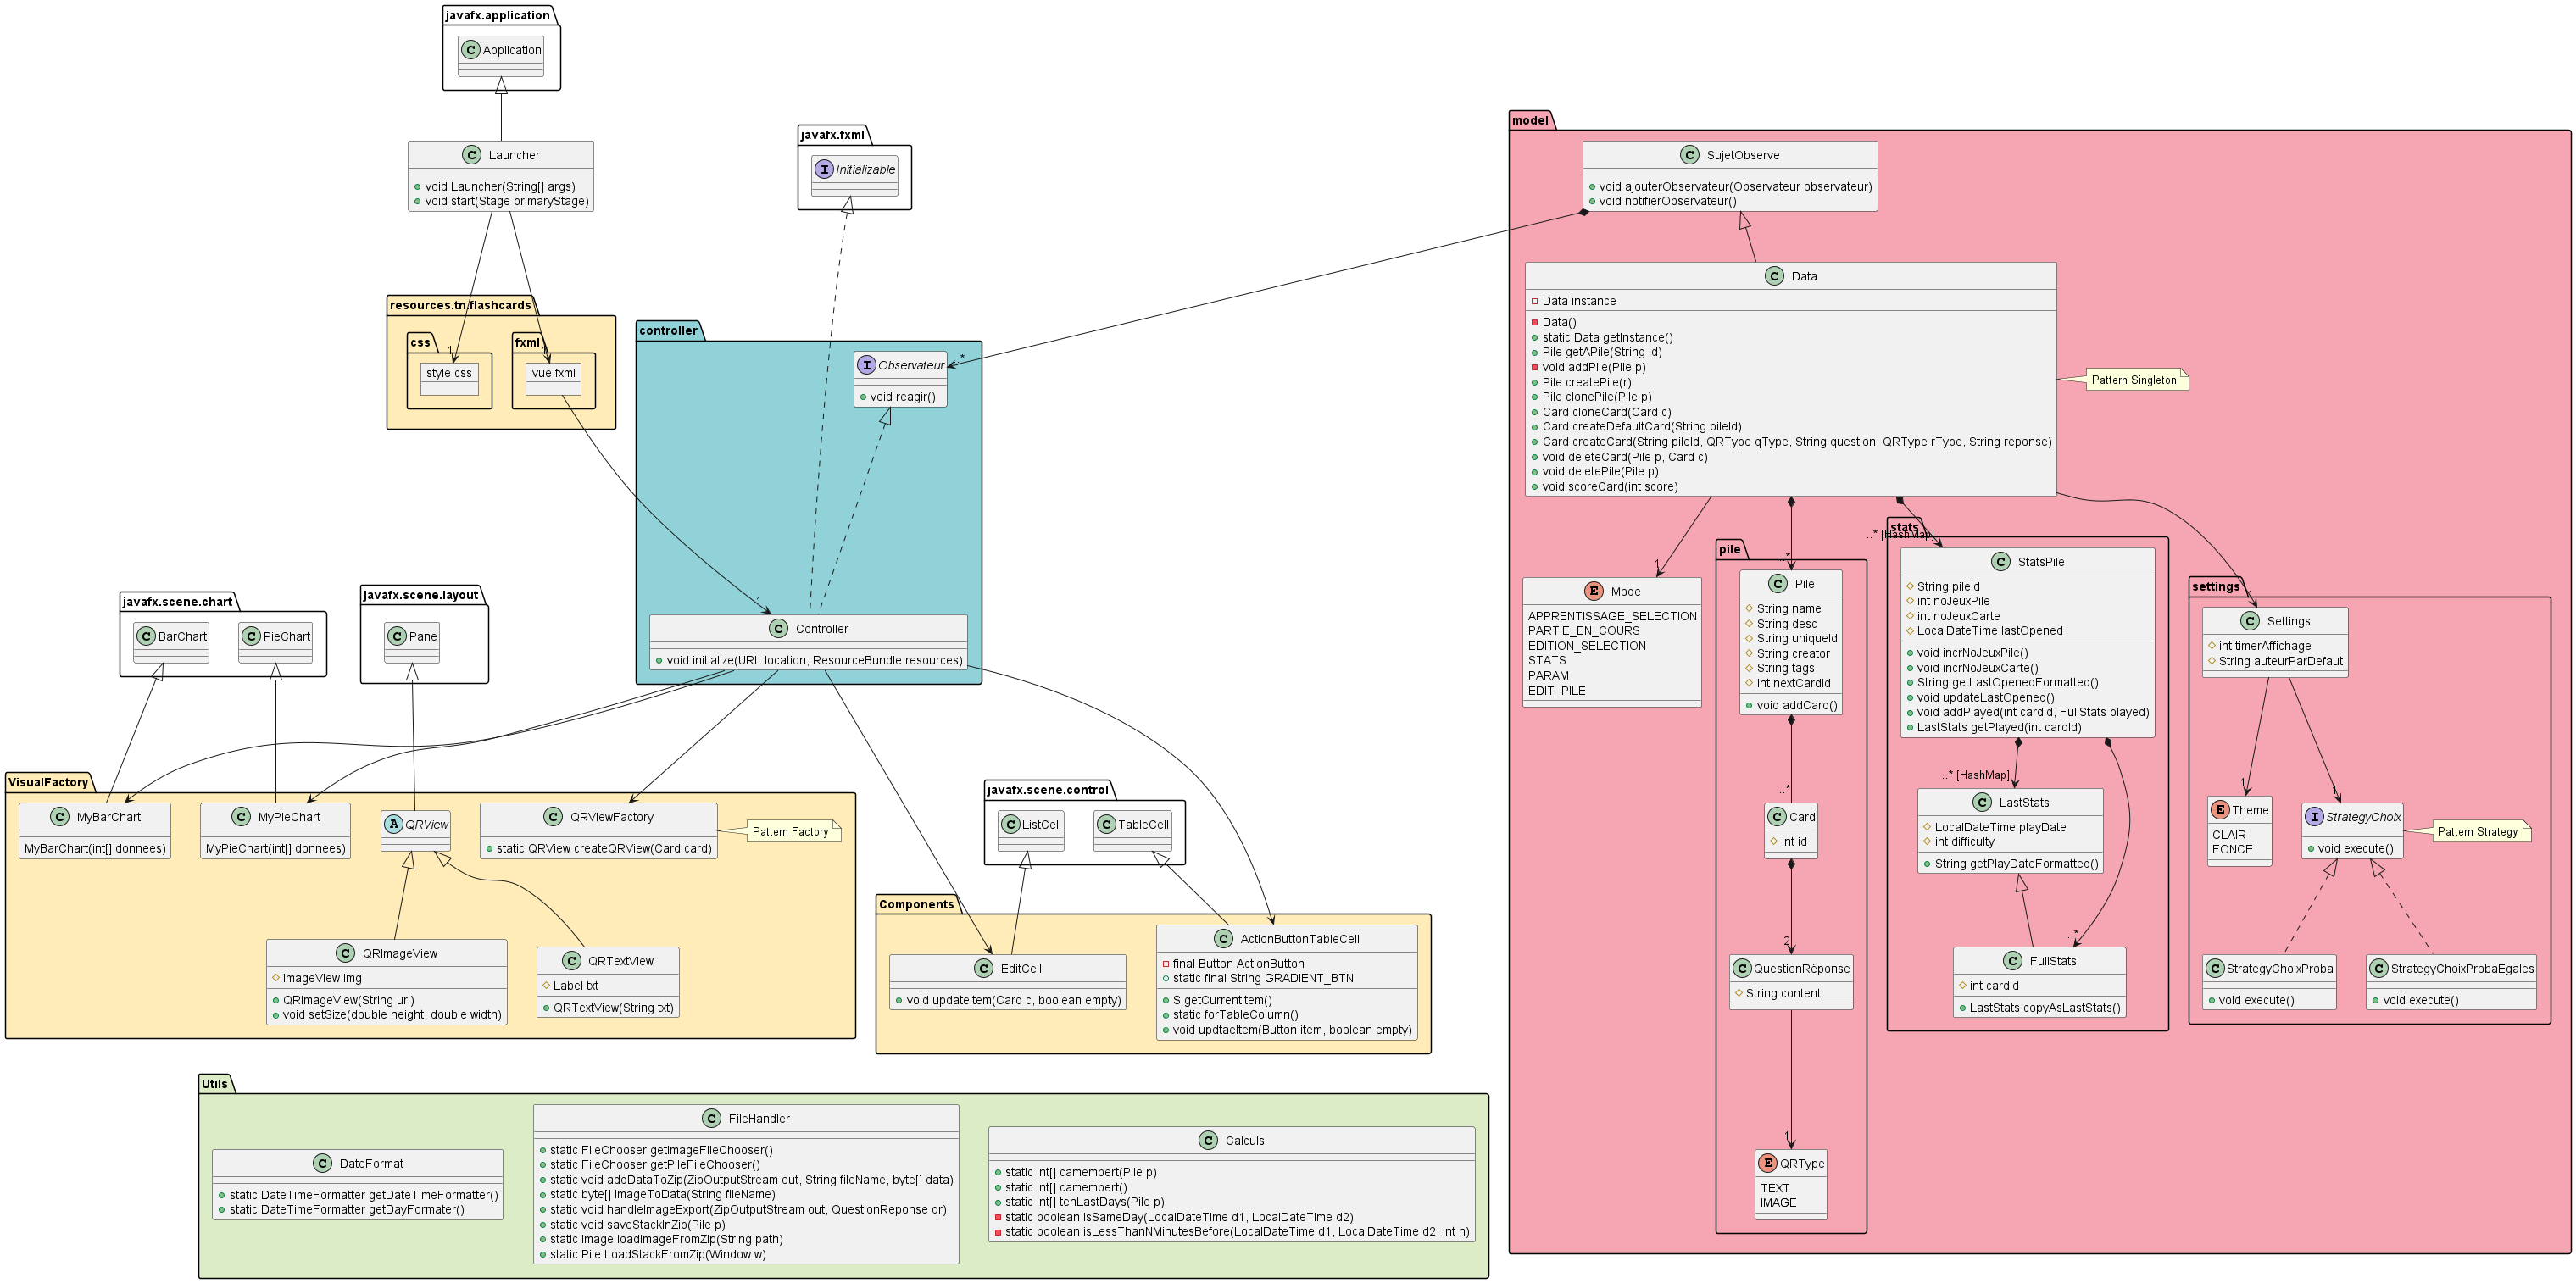 javafx.application
C Application
C Launcher
void Launcher(String[] args)
void start(Stage primaryStage)
javafx.fxml
I Initializable
resources.tn.flashcards
css
1
style.css
fxml
1
vue.fxml
controller
I Observateur
..*
void reagir()
1
C Controller
void initialize(URL location, ResourceBundle resources)
javafx.scene.chart
C BarChart
C PieChart
javafx.scene.layout
C Pane
VisualFactory
C MyBarChart
MyBarChart(int[] donnees)
C MyPieChart
MyPieChart(int[] donnees)
A QRView
C QRViewFactory
static QRView createQRView(Card card)
Pattern Factory
C QRImageView
ImageView img
QRImageView(String url)
void setSize(double height, double width)
C QRTextView
Label txt
QRTextView(String txt)
javafx.scene.control
C ListCell
C TableCell
Components
C EditCell
void updateItem(Card c, boolean empty)
C ActionButtonTableCell
final Button ActionButton
static final String GRADIENT_BTN
S getCurrentItem()
static forTableColumn()
void updtaeItem(Button item, boolean empty)
Utils
C DateFormat
static DateTimeFormatter getDateTimeFormatter()
static DateTimeFormatter getDayFormater()
C FileHandler
static FileChooser getImageFileChooser()
static FileChooser getPileFileChooser()
static void addDataToZip(ZipOutputStream out, String fileName, byte[] data)
static byte[] imageToData(String fileName)
static void handleImageExport(ZipOutputStream out, QuestionReponse qr)
static void saveStackInZip(Pile p)
static Image loadImageFromZip(String path)
static Pile LoadStackFromZip(Window w)
C Calculs
static int[] camembert(Pile p)
static int[] camembert()
static int[] tenLastDays(Pile p)
static boolean isSameDay(LocalDateTime d1, LocalDateTime d2)
static boolean isLessThanNMinutesBefore(LocalDateTime d1, LocalDateTime d2, int n)
model
C SujetObserve
void ajouterObservateur(Observateur observateur)
void notifierObservateur()
C Data
Data instance
Data()
static Data getInstance()
Pile getAPile(String id)
void addPile(Pile p)
Pile createPile(r)
Pile clonePile(Pile p)
Card cloneCard(Card c)
Card createDefaultCard(String pileId)
Card createCard(String pileId, QRType qType, String question, QRType rType, String reponse)
void deleteCard(Pile p, Card c)
void deletePile(Pile p)
void scoreCard(int score)
Pattern Singleton
1
E Mode
APPRENTISSAGE_SELECTION
PARTIE_EN_COURS
EDITION_SELECTION
STATS
PARAM
EDIT_PILE
pile
..*
C Pile
String name
String desc
String uniqueId
String creator
String tags
int nextCardId
void addCard()
..*
C Card
Int id
2
C QuestionRéponse
String content
1
E QRType
TEXT
IMAGE
stats
..* [HashMap]
C StatsPile
String pileId
int noJeuxPile
int noJeuxCarte
LocalDateTime lastOpened
void incrNoJeuxPile()
void incrNoJeuxCarte()
String getLastOpenedFormatted()
void updateLastOpened()
void addPlayed(int cardId, FullStats played)
LastStats getPlayed(int cardId)
..* [HashMap]
C LastStats
LocalDateTime playDate
int difficulty
String getPlayDateFormatted()
..*
C FullStats
int cardId
LastStats copyAsLastStats()
settings
1
C Settings
int timerAffichage
String auteurParDefaut
1
E Theme
CLAIR
FONCE
1
I StrategyChoix
void execute()
Pattern Strategy
C StrategyChoixProba
void execute()
C StrategyChoixProbaEgales
void execute()